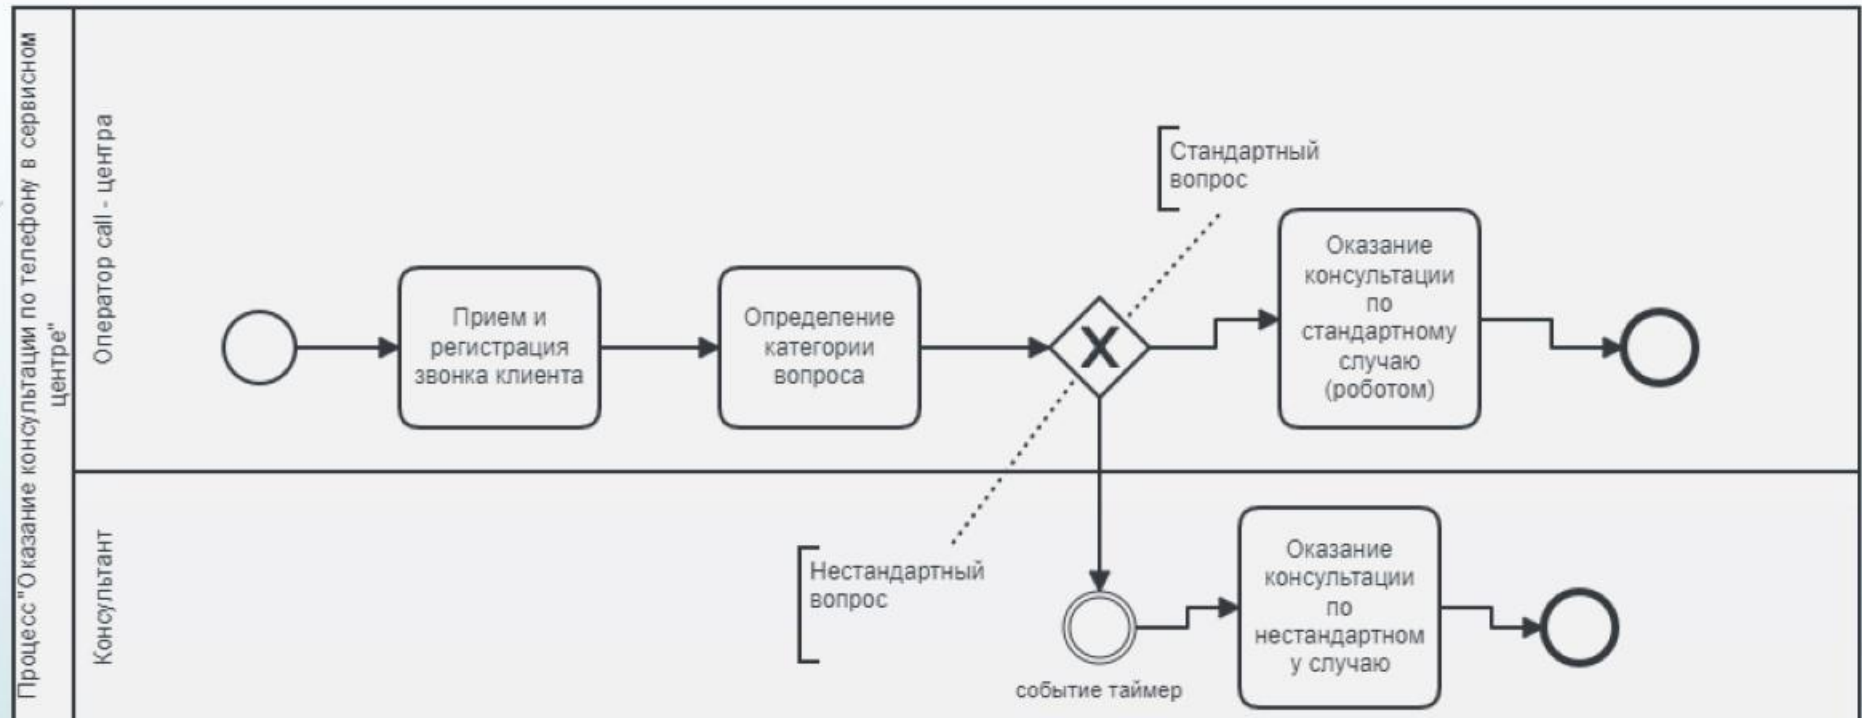 Процесс "Оказание консультации по телефону в сервисном
центре"
Оператор call - центра
Прием и
регистрация
звонка клиента
Определение
категории
вопроса
Стандартный
вопрос
Оказание
консультации
по
стандартному
случаю
(роботом)
Консультант
Нестандартный
вопрос
событие таймер
Оказание
консультации
по
нестандартном
у случаю